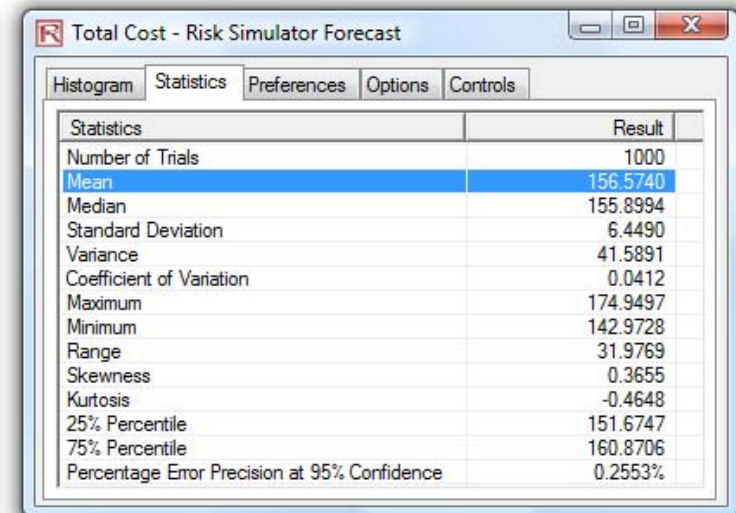 Total Cost - Risk Simulator Forecast
Histogram Statistics Preferences Options Controls
Statistics Result
Number of Trials 1000
Mean 156.5740
Median 155.8994
Standard Deviation 6.4490
Variance 41.5891
Coefficient of Variation 0.0412
Maximum 174.9497
Minimum 142.9728
Range 31.9769
Skewness 0.3655
Kurtosis -0.4648
25% Percentile 151.6747
75% Percentile 160.8706
Percentage Error Precision at 95% Confidence 0.2553%